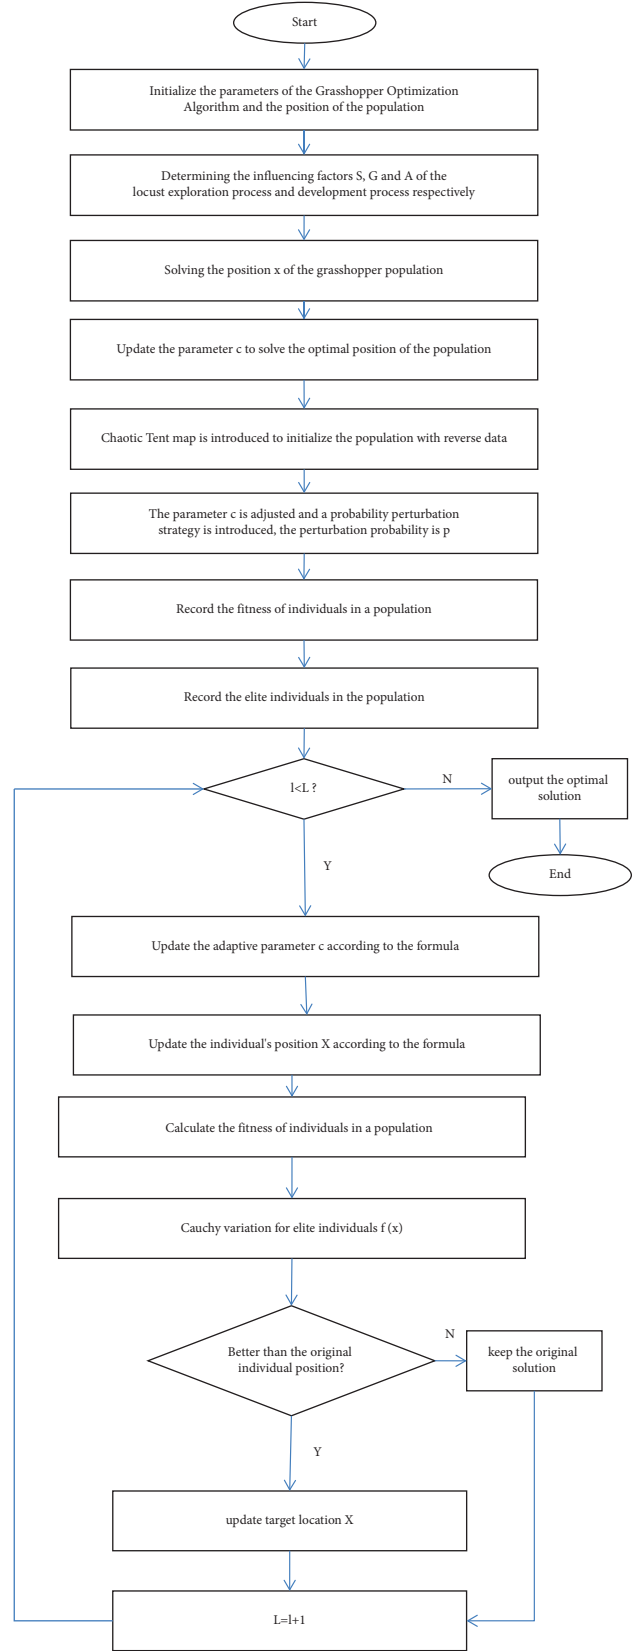 Start
Initialize the parameters of the Grasshopper Optimization
Algorithm and the position of the population
Determining the influencing factors S, G and A of the
locust exploration process and development process respectively
Solving the position x of the grasshopper population
Update the parameter c to solve the optimal position of the population
Chaotic Tent map is introduced to initialize the population with reverse data
The parameter c is adjusted and a probability perturbation
strategy is introduced, the perturbation probability is p
Record the fitness of individuals in a population
Record the elite individuals in the population
l<L ?
N
output the optimal
solution
End
Y
Update the adaptive parameter c according to the formula
Update the individual's position X according to the formula
Calculate the fitness of individuals in a population
Cauchy variation for elite individuals f (x)
Better than the original
individual position?
N
keep the original
solution
Y
update target location X
L=l+1